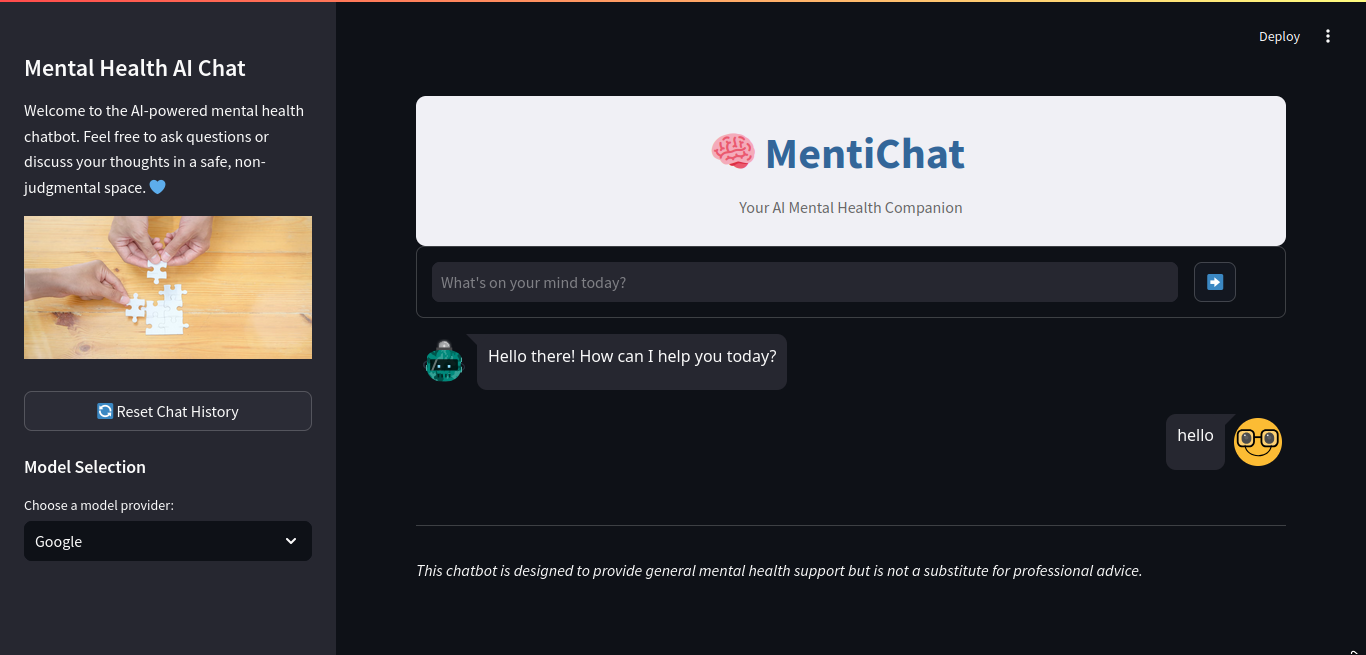 Mental Health AI Chat
Welcome to the AI-powered mental health
chatbot. Feel free to ask questions or
discuss your thoughts in a safe, non-
judgmental space. 💙
🔄 Reset Chat History
Model Selection
Choose a model provider:
Google
Deploy
🧠 MentiChat
Your AI Mental Health Companion
What's on your mind today?
➡️
Hello there! How can I help you today?
hello
This chatbot is designed to provide general mental health support but is not a substitute for professional advice.